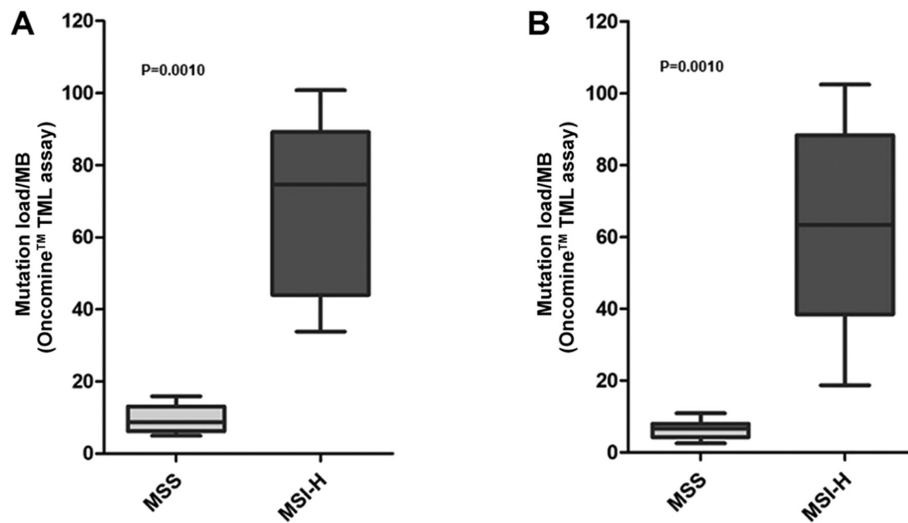 A
P=0.0010
Mutation load/MB
(Oncomine™ TML assay)
120
100
80
60
40
20
0
MSS
MSI-H
B
P=0.0010
Mutation load/MB
(Oncomine™ TML assay)
120
100
80
60
40
20
0
MSS
MSI-H